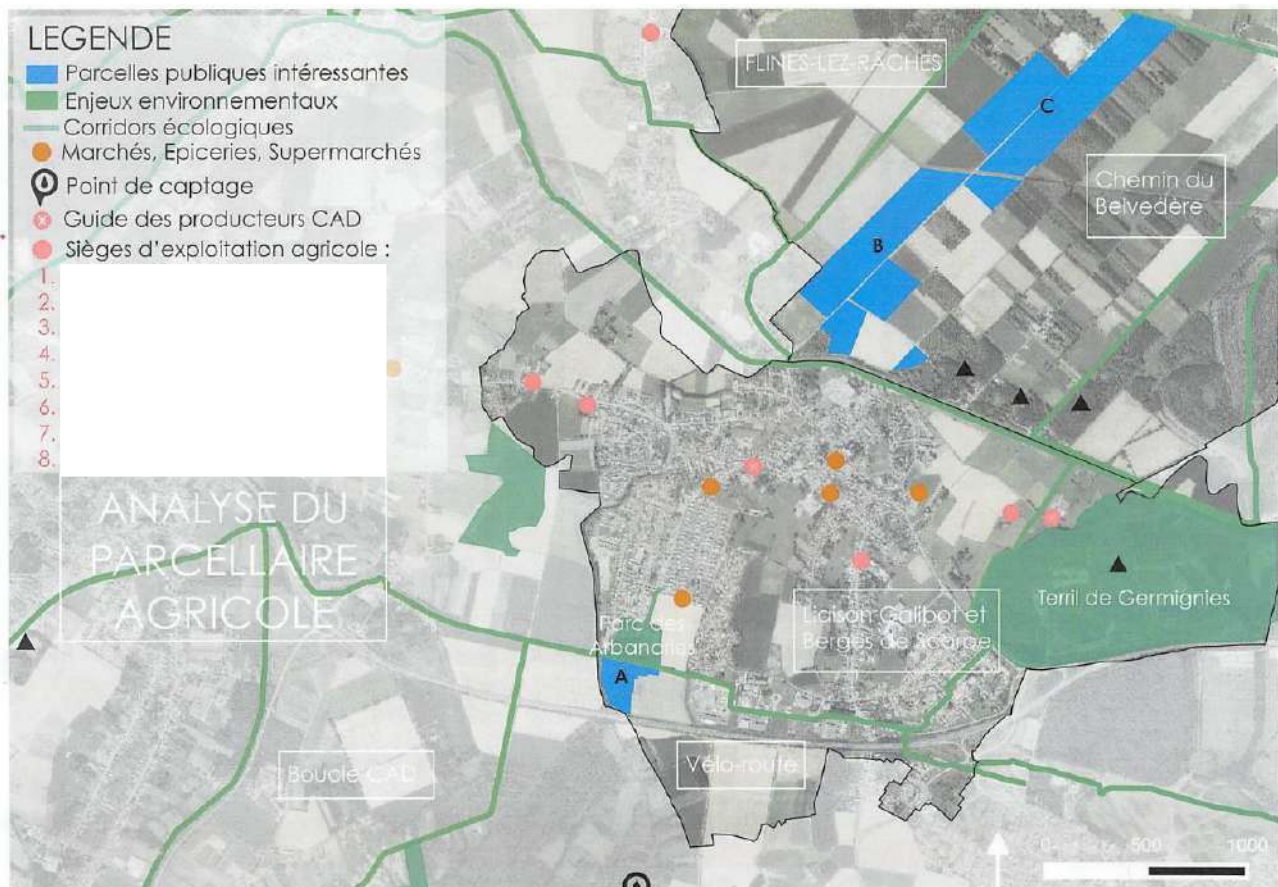 LEGENDE
Parcelles publiques intéressantes
Enjeux environnementaux
Corridors écologiques
Marchés, Epiceries, Supermarchés
Point de captage
Guide des producteurs CAD
Sièges d'exploitation agricole :
1.
2.
3.
4.
5.
6.
7.
8.
ANALYSE DU
PARCELLAIRE
AGRICOLE
FLINES-LEZ-RACHES
C
Chemin du
Belvedère
B
Terril de Germignies
Parc des
Arbandries
Liaison Galibot et
Berges de Scarpe
A
Boucle CAD
Vélo-route
0 500 1000